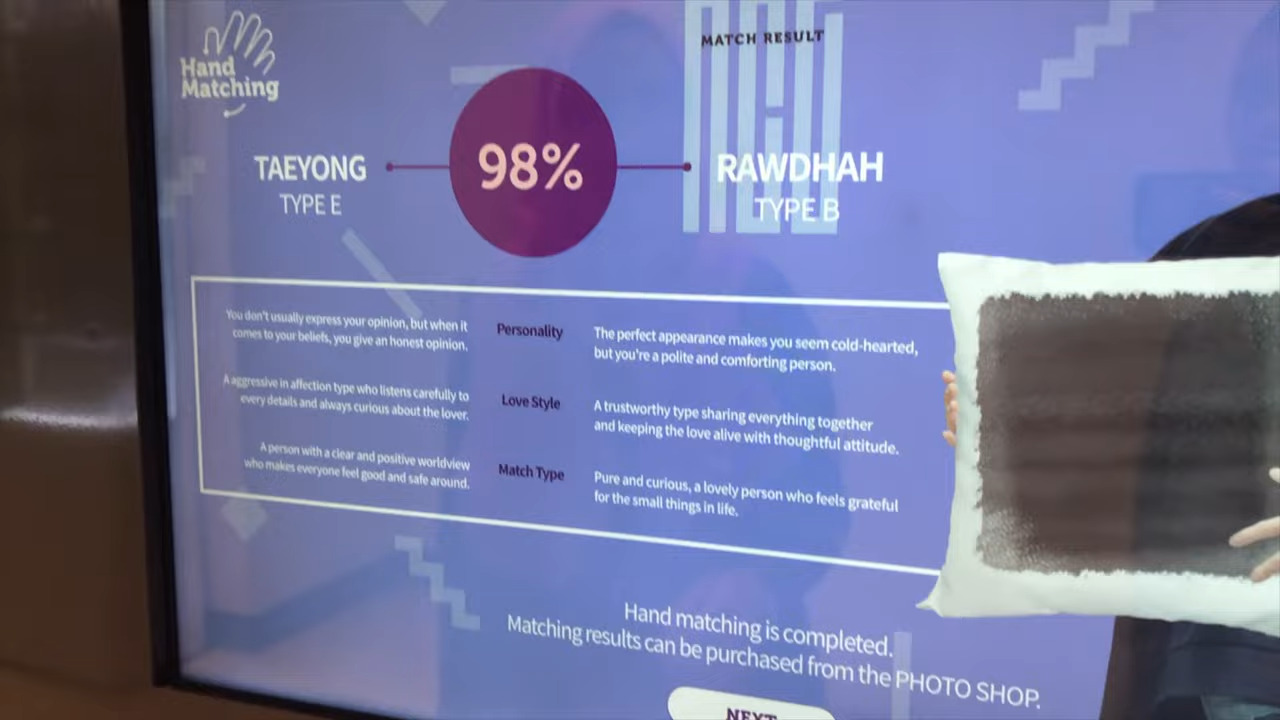 Hand
Matching
MATCH RESULT
TAEYONG
TYPE E
98%
RAWDHAH
TYPE B
You don't usually express your opinion, but when it
comes to your beliefs, you give an honest opinion.
Personality
The perfect appearance makes you seem cold-hearted,
but you're a polite and comforting person.
A aggressive in affection type who listens carefully to
every details and always curious about the lover.
Love Style
A trustworthy type sharing everything together
and keeping the love alive with thoughtful attitude.
A person with a clear and positive worldview
who makes everyone feel good and safe around.
Match Type
Pure and curious, a lovely person who feels grateful
for the small things in life.
Hand matching is completed.
Matching results can be purchased from the PHOTO SHOP.
NEXT